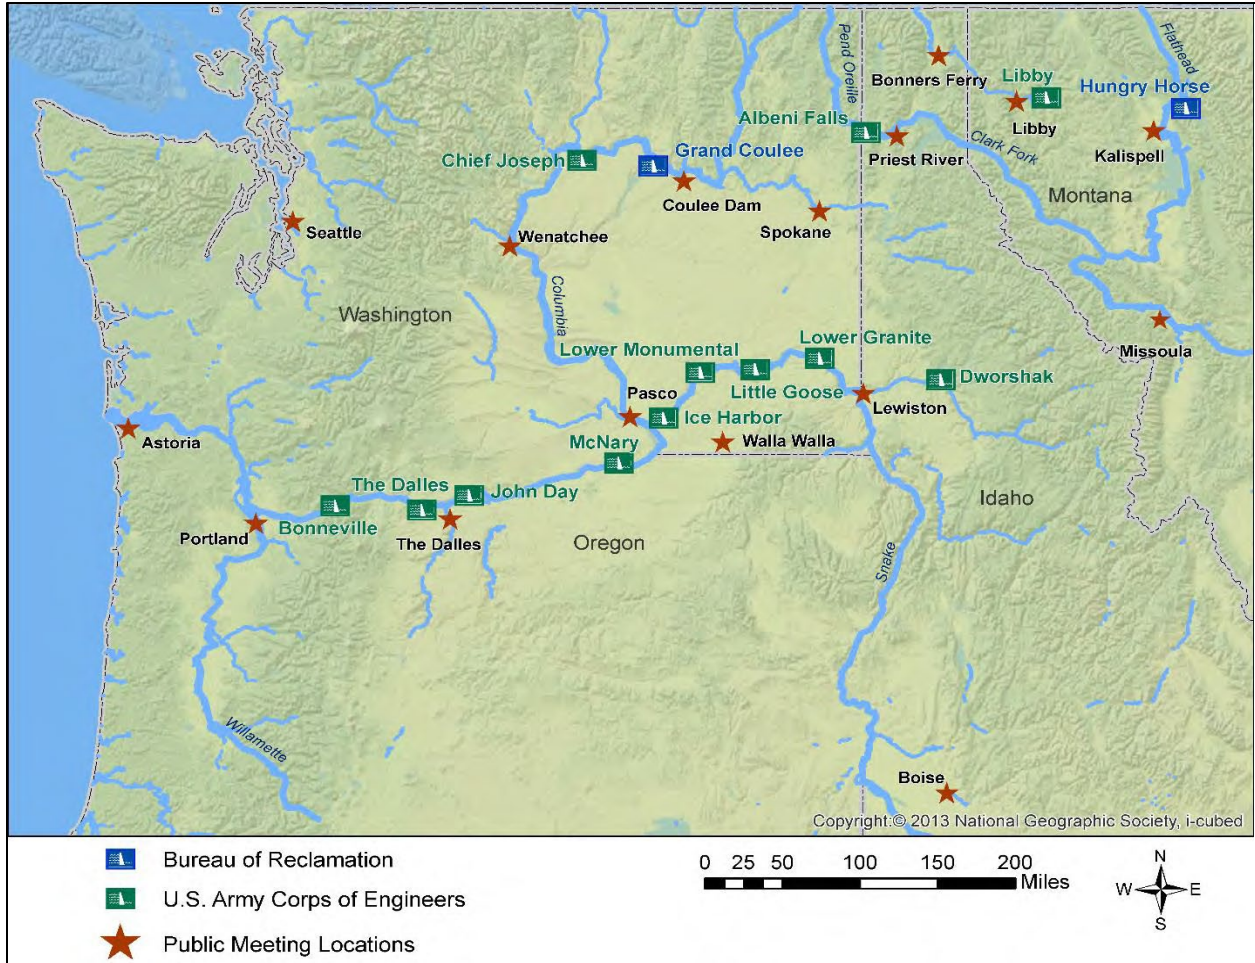 Flathead
Pend Oreille
Bonners Ferry
Libby
Hungry Horse
Libby
Albeni Falls
Priest River
Clark Fork
Kalispell
Chief Joseph
Grand Coulee
Coulee Dam
Spokane
Montana
Seattle
Wenatchee
Columbia
Washington
Lower Monumental
Lower Granite
Missoula
Little Goose
Dworshak
Pasco
Ice Harbor
Lewiston
McNary
Walla Walla
Astoria
The Dalles
John Day
Idaho
Bonneville
Portland
The Dalles
Oregon
Snake
Willamette
Boise
Copyright:© 2013 National Geographic Society, i-cubed
Bureau of Reclamation
U.S. Army Corps of Engineers
Public Meeting Locations
0 25 50 100 150 200
Miles
N
W E
S